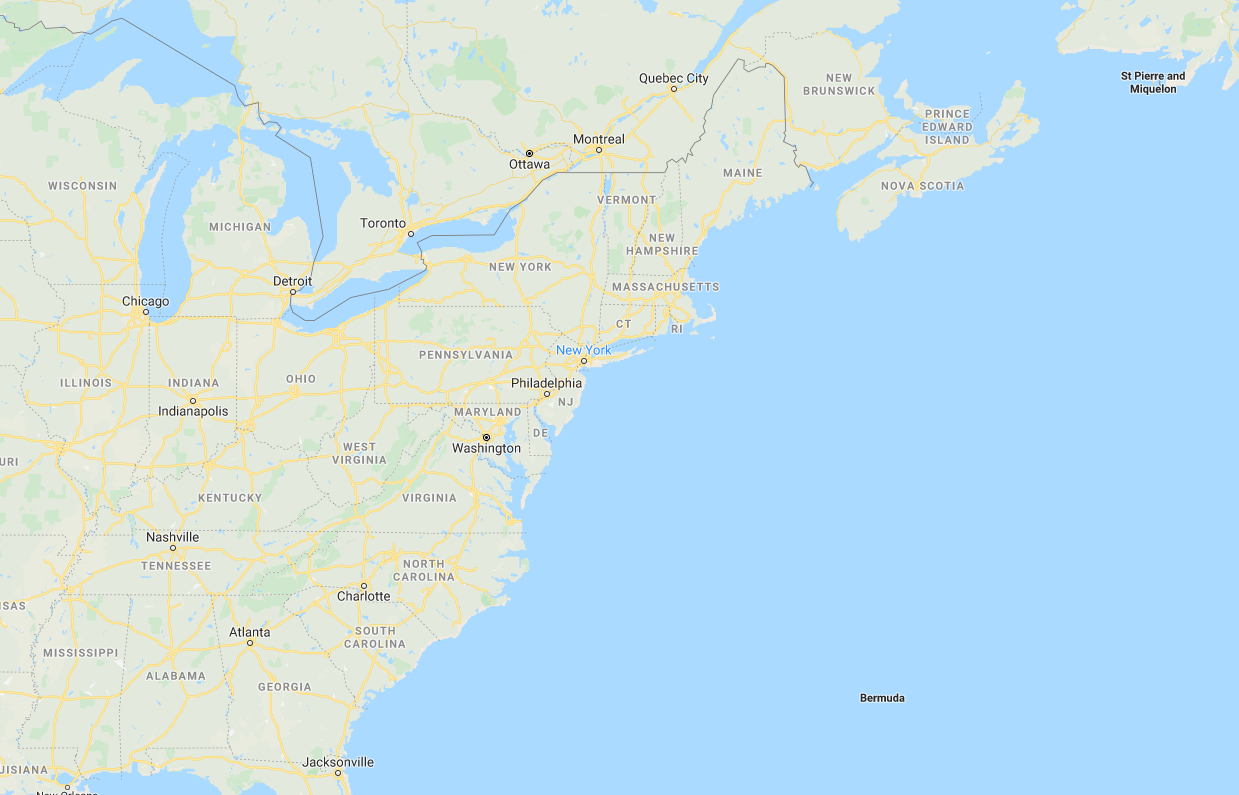 St Pierre and
Miquelon
Quebec City
NEW
BRUNSWICK
PRINCE
EDWARD
ISLAND
Montreal
Ottawa
MAINE
WISCONSIN
NOVA SCOTIA
VERMONT
MICHIGAN
Toronto
NEW
HAMPSHIRE
NEW YORK
Detroit
MASSACHUSETTS
Chicago
CT
RI
New York
PENNSYLVANIA
ILLINOIS
INDIANA
OHIO
Philadelphia
NJ
Indianapolis
MARYLAND
DE
WEST
VIRGINIA
Washington
URI
KENTUCKY
VIRGINIA
Nashville
TENNESSEE
NORTH
CAROLINA
Charlotte
SAS
Atlanta
SOUTH
CAROLINA
MISSISSIPPI
ALABAMA
GEORGIA
Bermuda
Jacksonville
UISIANA
New Orleans